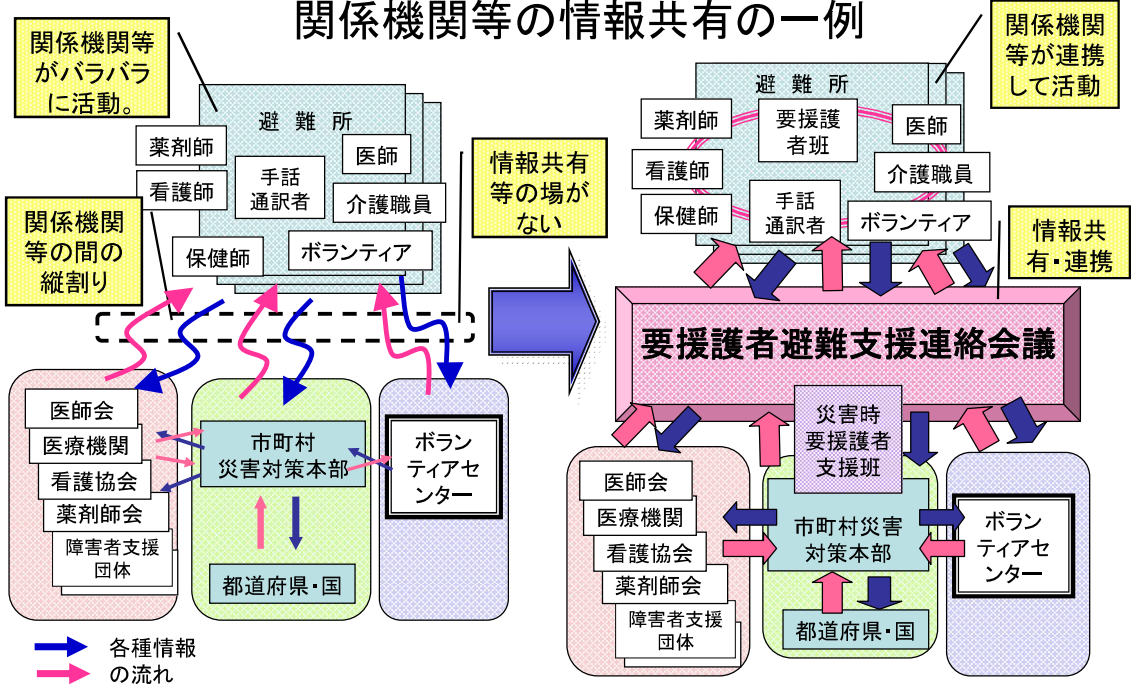 関係機関等の情報共有の一例
関係機関等
がバラバラ
に活動。
避 難 所
薬剤師
医師
看護師
手話
通訳者
介護職員
保健師
ボランティア
関係機関
等の間の
縦割り
情報共有
等の場が
ない
医師会
医療機関
看護協会
薬剤師会
障害者支援
団体
市町村
災害対策本部
都道府県・国
ボラン
ティアセ
ンター
各種情報
の流れ
関係機関
等が連携
して活動
避 難 所
薬剤師
要援護
者班
医師
看護師
介護職員
保健師
手話
通訳者
ボランティア
情報共
有・連携
要援護者避難支援連絡会議
災害時
要援護者
支援班
医師会
医療機関
看護協会
薬剤師会
障害者支援
団体
市町村災害
対策本部
都道府県・国
ボラン
ティアセ
ンター